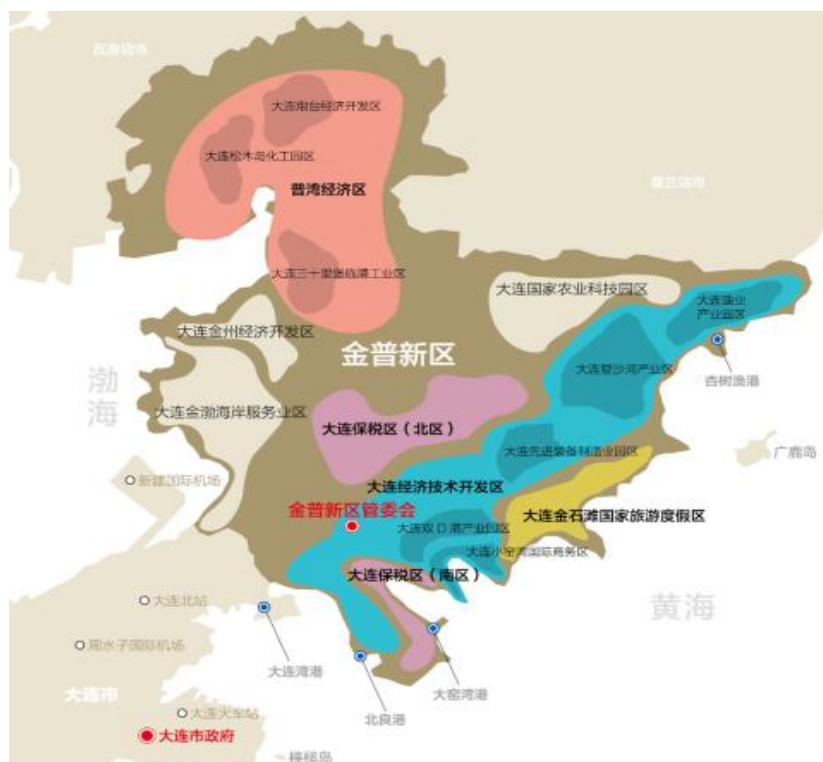 瓦房店市
大连炮台经济开发区
大连松木岛化工园区
普湾经济区
普兰店市
大连三十里堡临港工业区
大连国家农业科技园区
大连渔业
产业园区
大连金州经济开发区
金普新区
渤海
大连登沙河产业区
杏树渔港
大连金渤海岸服务业区
大连保税区（北区）
大连先进装备制造业园区
广鹿岛
新建国际机场
大连经济技术开发区
金普新区管委会
大连金石滩国家旅游度假区
大连双D港产业园区
大连小窑湾国际商务区
大连保税区（南区）
大连北站
黄海
周水子国际机场
大连湾港
大连市
大窑湾港
北良港
大连火车站
大连市政府
棒棰岛